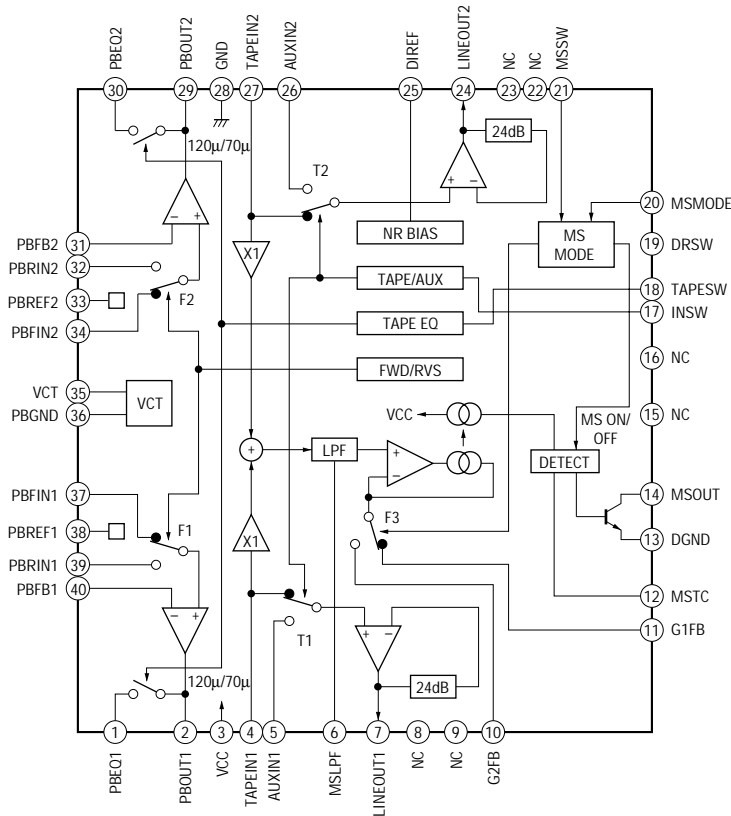 PBEQ2
PBOUT2
GND
TAPEIN2
AUXIN2
DIREF
LINEOUT2
NC
NC
MSSW
30
29
28
27
26
25
24
23
22
21
120μ/70μ
T2
24dB
+ −
20 MSMODE
PBFB2 31
− +
NR BIAS
MS
MODE
19 DRSW
PBRIN2 32
X1
TAPE/AUX
18 TAPESW
PBREF2 33
F2
17 INSW
PBFIN2 34
TAPE EQ
16 NC
FWD/RVS
VCT 35
VCT
PBGND 36
VCC
MS ON/
OFF
15 NC
+
LPF
+
−
DETECT
PBFIN1 37
14 MSOUT
PBREF1 38
F1
X1
F3
13 DGND
PBRIN1 39
12 MSTC
PBFB1 40
− +
T1
+ −
11 G1FB
120μ/70μ
24dB
1
2
3
4
5
6
7
8
9
10
PBEQ1
PBOUT1
VCC
TAPEIN1
AUXIN1
MSLPF
LINEOUT1
NC
NC
G2FB